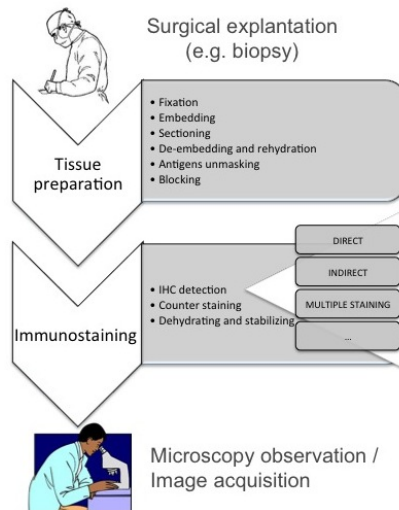 Surgical explantation
(e.g. biopsy)
• Fixation
• Embedding
• Sectioning
• De-embedding and rehydration
• Antigens unmasking
• Blocking
Tissue
preparation
DIRECT
INDIRECT
MULTIPLE STAINING
...
• IHC detection
• Counter staining
• Dehydrating and stabilizing
Immunostaining
Microscopy observation /
Image acquisition